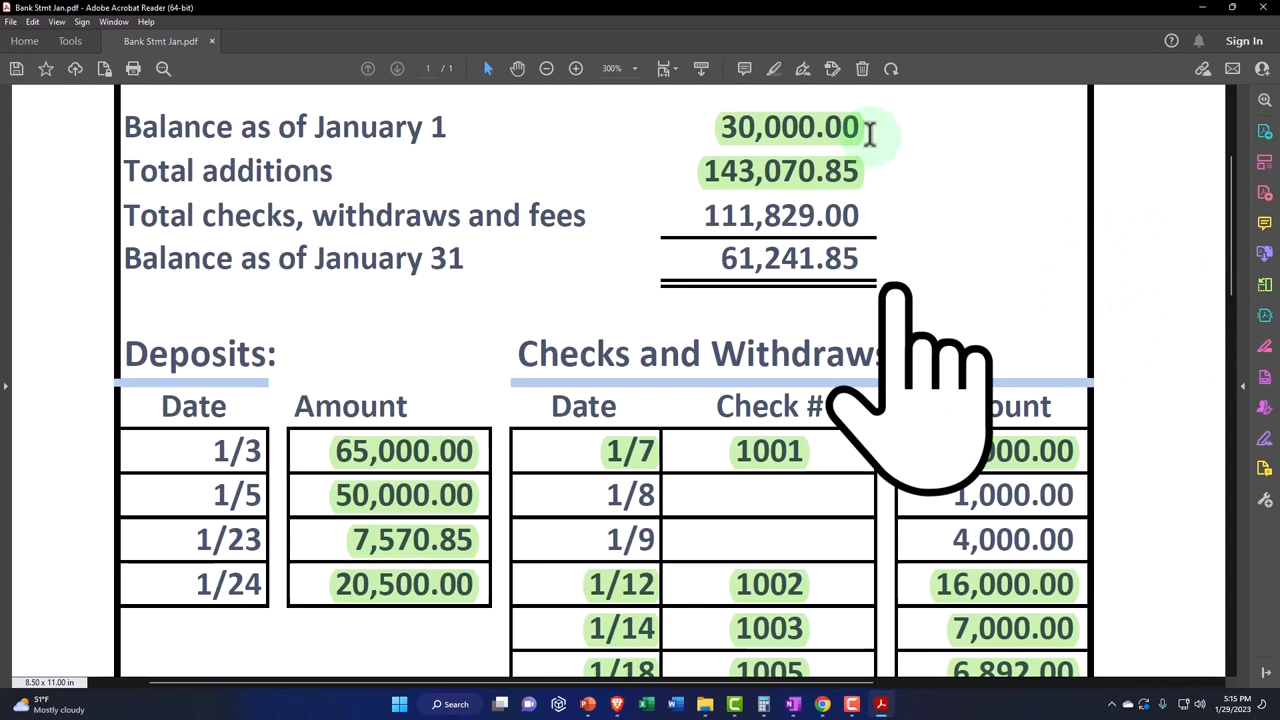 Bank Stmt Jan.pdf - Adobe Acrobat Reader (64-bit)
File Edit View Sign Window Help
Home Tools Bank Stmt Jan.pdf × Sign In
1 / 1 300%
Balance as of January 1 30,000.00
Total additions 143,070.85
Total checks, withdraws and fees 111,829.00
Balance as of January 31 61,241.85
Deposits: Checks and Withdraws
Date Amount Date Check #
1/3 65,000.00 1/7 1001
1/5 50,000.00 1/8 1,000.00
1/23 7,570.85 1/9 4,000.00
1/24 20,500.00 1/12 1002 16,000.00
1/14 1003 7,000.00
1/18 1005 6,892.00
8.50 x 11.00 in
51°F
Mostly cloudy
Search
5:15 PM
1/29/2023